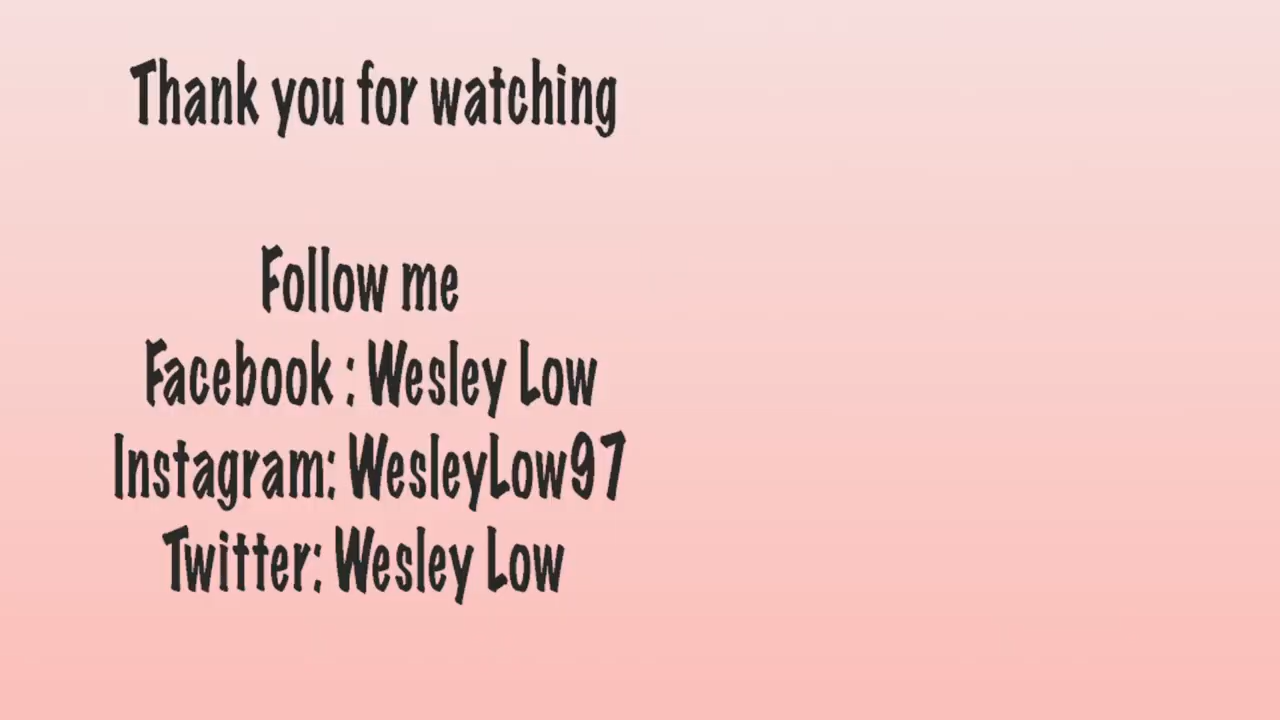 Thank you for watching
Follow me
Facebook : Wesley Low
Instagram: WesleyLow97
Twitter: Wesley Low